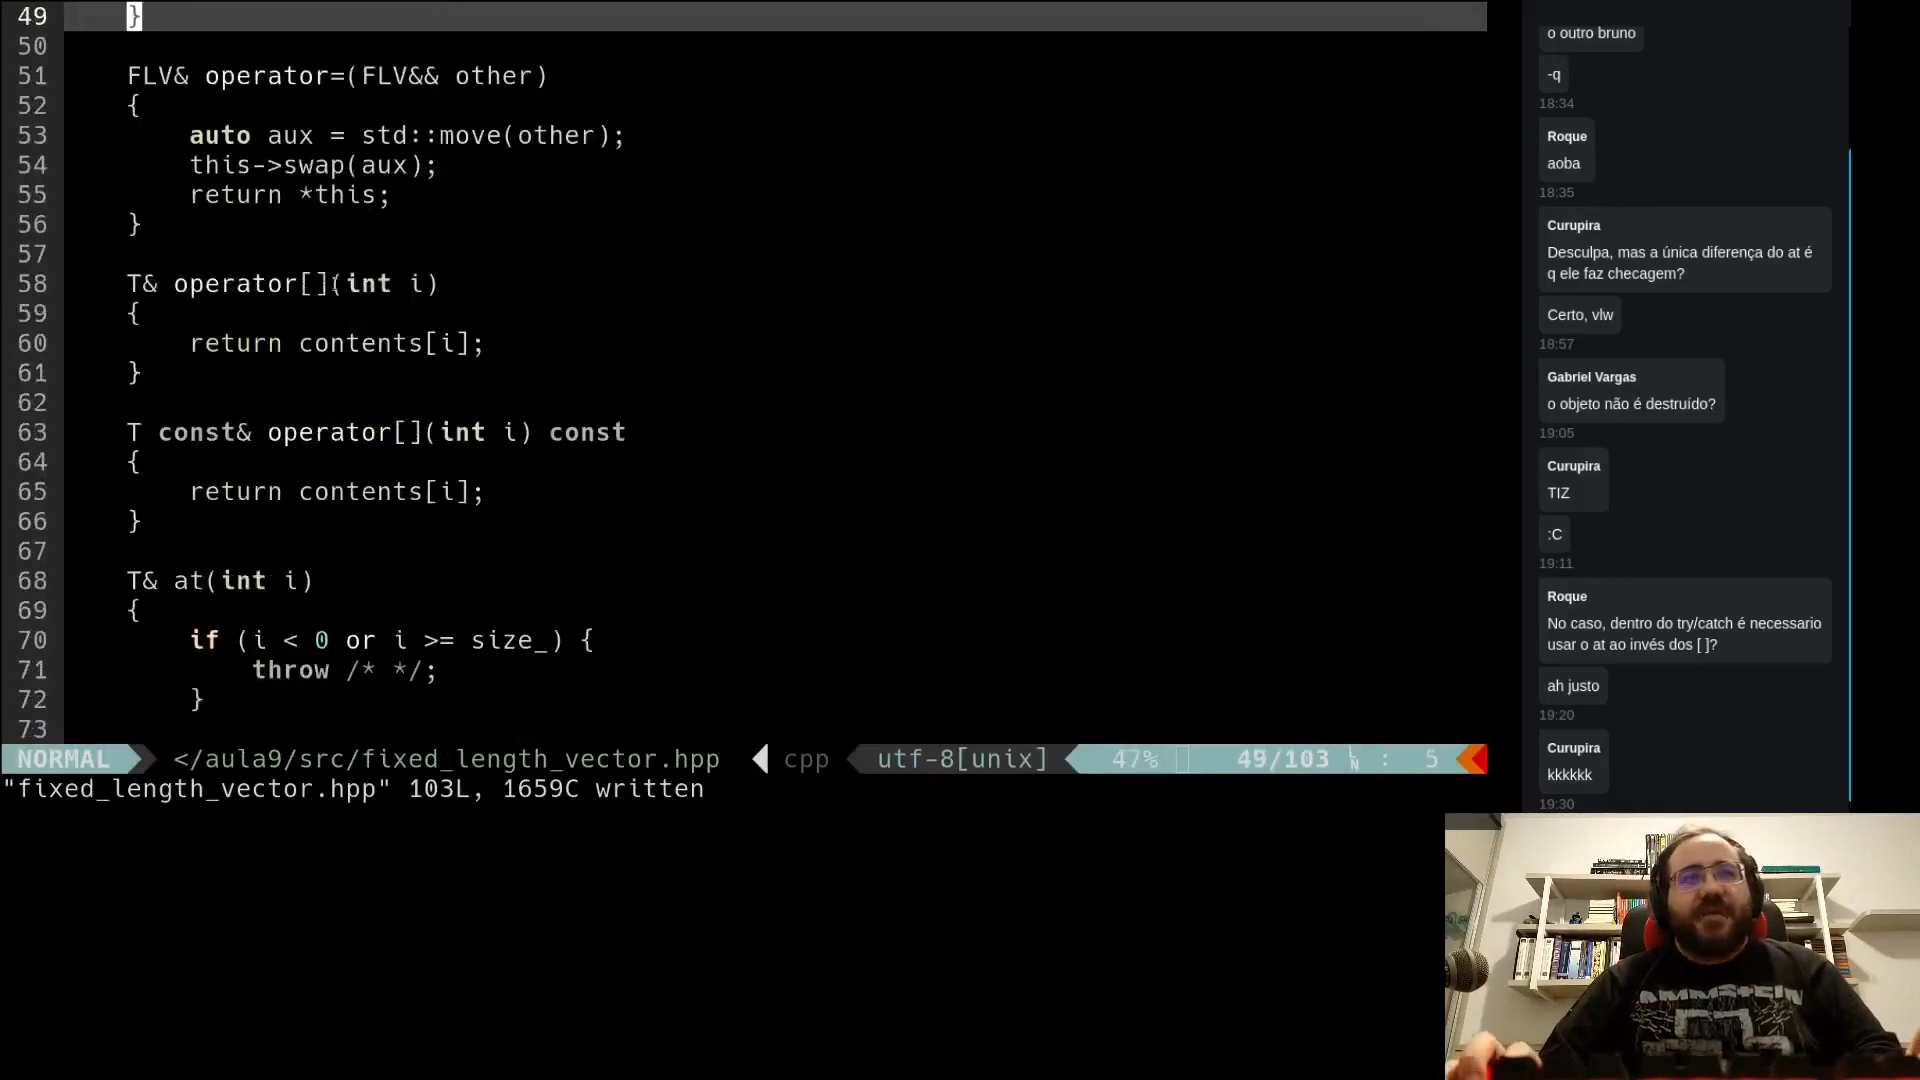 49 }
50
51 FLV& operator=(FLV&& other)
52 {
53 auto aux = std::move(other);
54 this->swap(aux);
55 return *this;
56 }
57
58 T& operator[](int i)
59 {
60 return contents[i];
61 }
62
63 T const& operator[](int i) const
64 {
65 return contents[i];
66 }
67
68 T& at(int i)
69 {
70 if (i < 0 or i >= size_) {
71 throw /* */;
72 }
73
NORMAL </aula9/src/fixed_length_vector.hpp cpp utf-8[unix] 47% 49/103 : 5
"fixed_length_vector.hpp" 103L, 1659C written
o outro bruno
-q
18:34
Roque
aoba
18:35
Curupira
Desculpa, mas a única diferença do at é
q ele faz checagem?
Certo, vlw
18:57
Gabriel Vargas
o objeto não é destruído?
19:05
Curupira
TIZ
:C
19:11
Roque
No caso, dentro do try/catch é necessario
usar o at ao invés dos [ ]?
ah justo
19:20
Curupira
kkkkkk
19:30
RAMMSTEIN